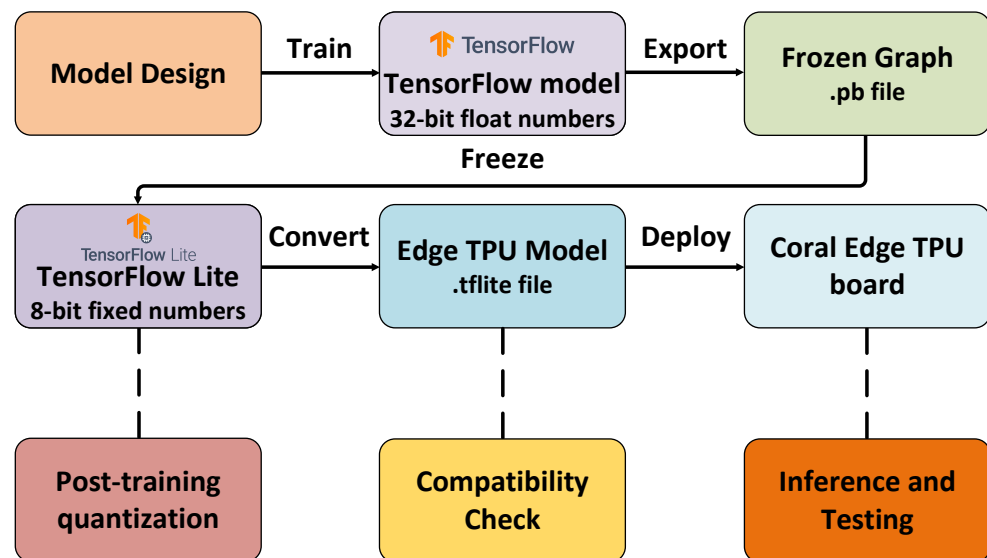 Model Design
Train
TensorFlow
TensorFlow model
32-bit float numbers
Export
Frozen Graph
.pb file
Freeze
TensorFlow Lite
TensorFlow Lite
8-bit fixed numbers
Convert
Edge TPU Model
.tflite file
Deploy
Coral Edge TPU
board
Post-training
quantization
Compatibility
Check
Inference and
Testing